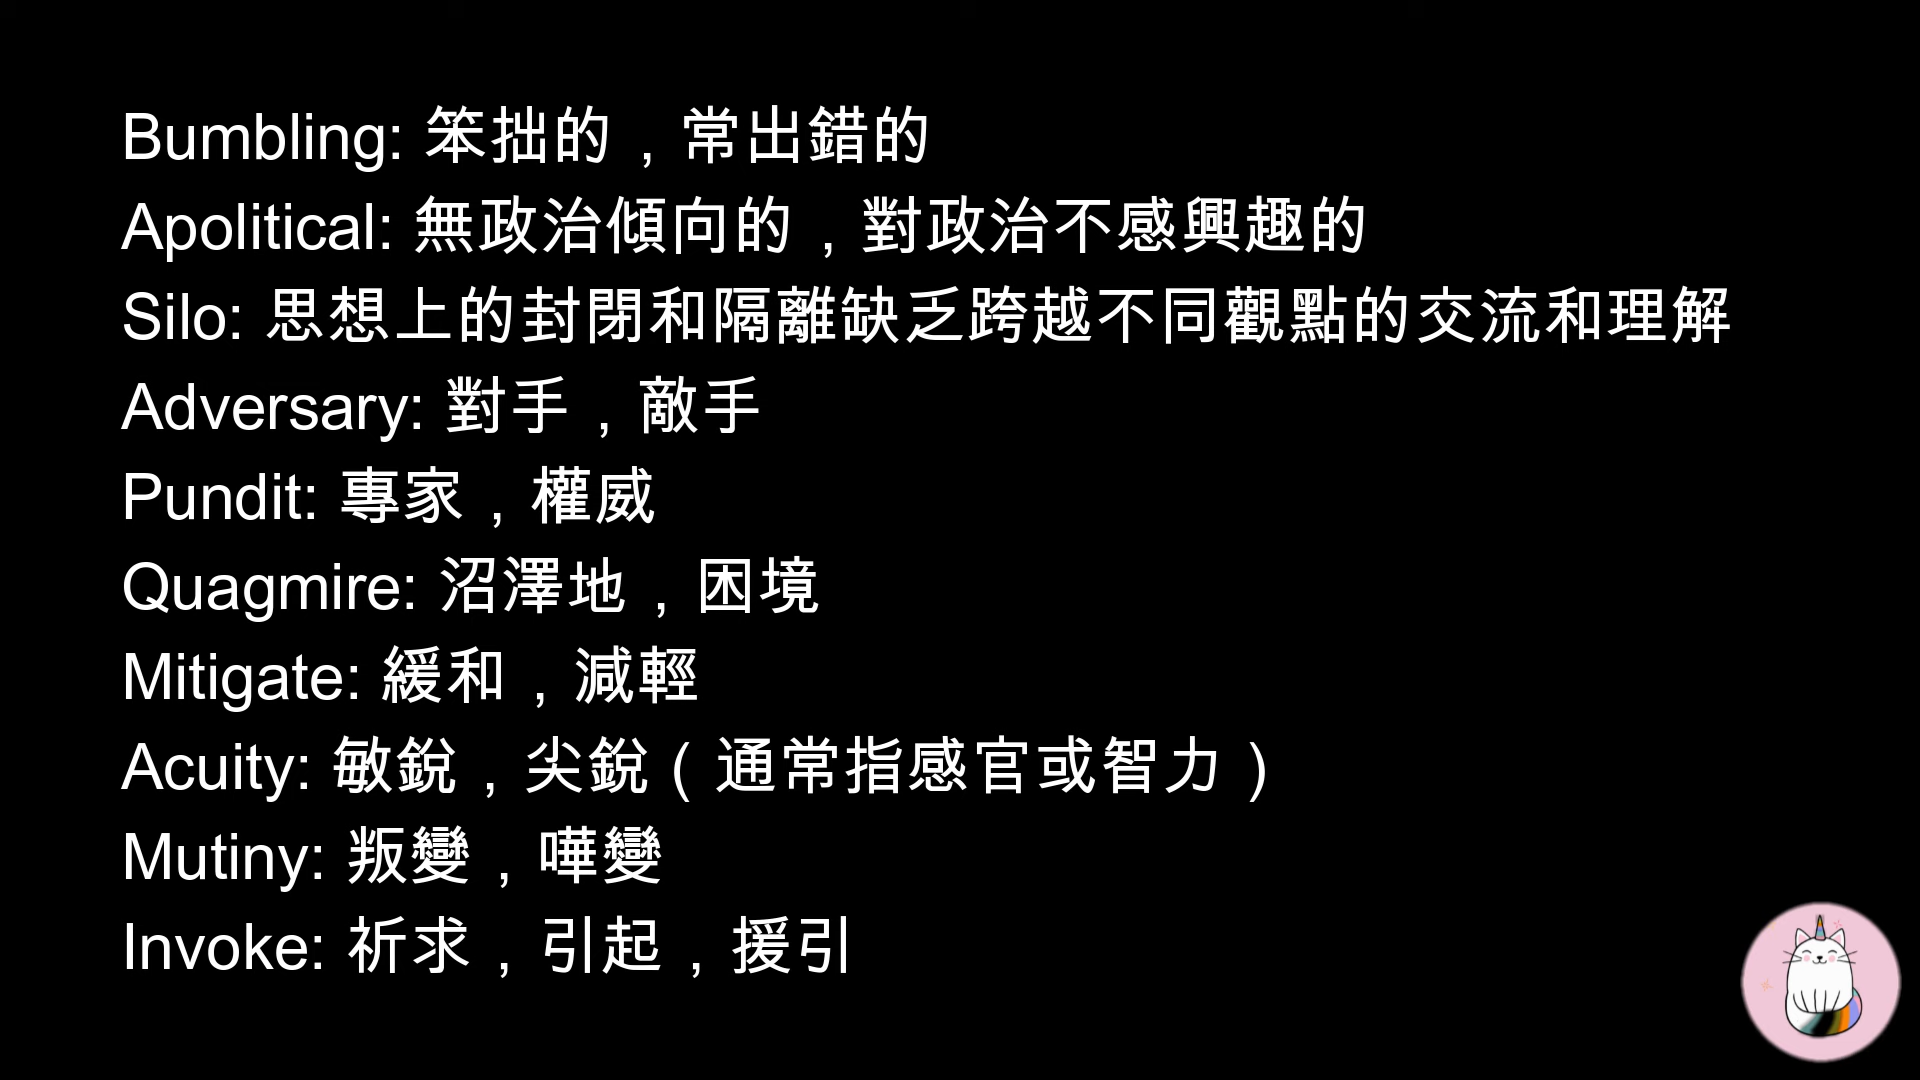 Bumbling: 笨拙的，常出錯的
Apolitical: 無政治傾向的，對政治不感興趣的
Silo: 思想上的封閉和隔離缺乏跨越不同觀點的交流和理解
Adversary: 對手，敵手
Pundit: 專家，權威
Quagmire: 沼澤地，困境
Mitigate: 緩和，減輕
Acuity: 敏銳，尖銳（通常指感官或智力）
Mutiny: 叛變，嘩變
Invoke: 祈求，引起，援引